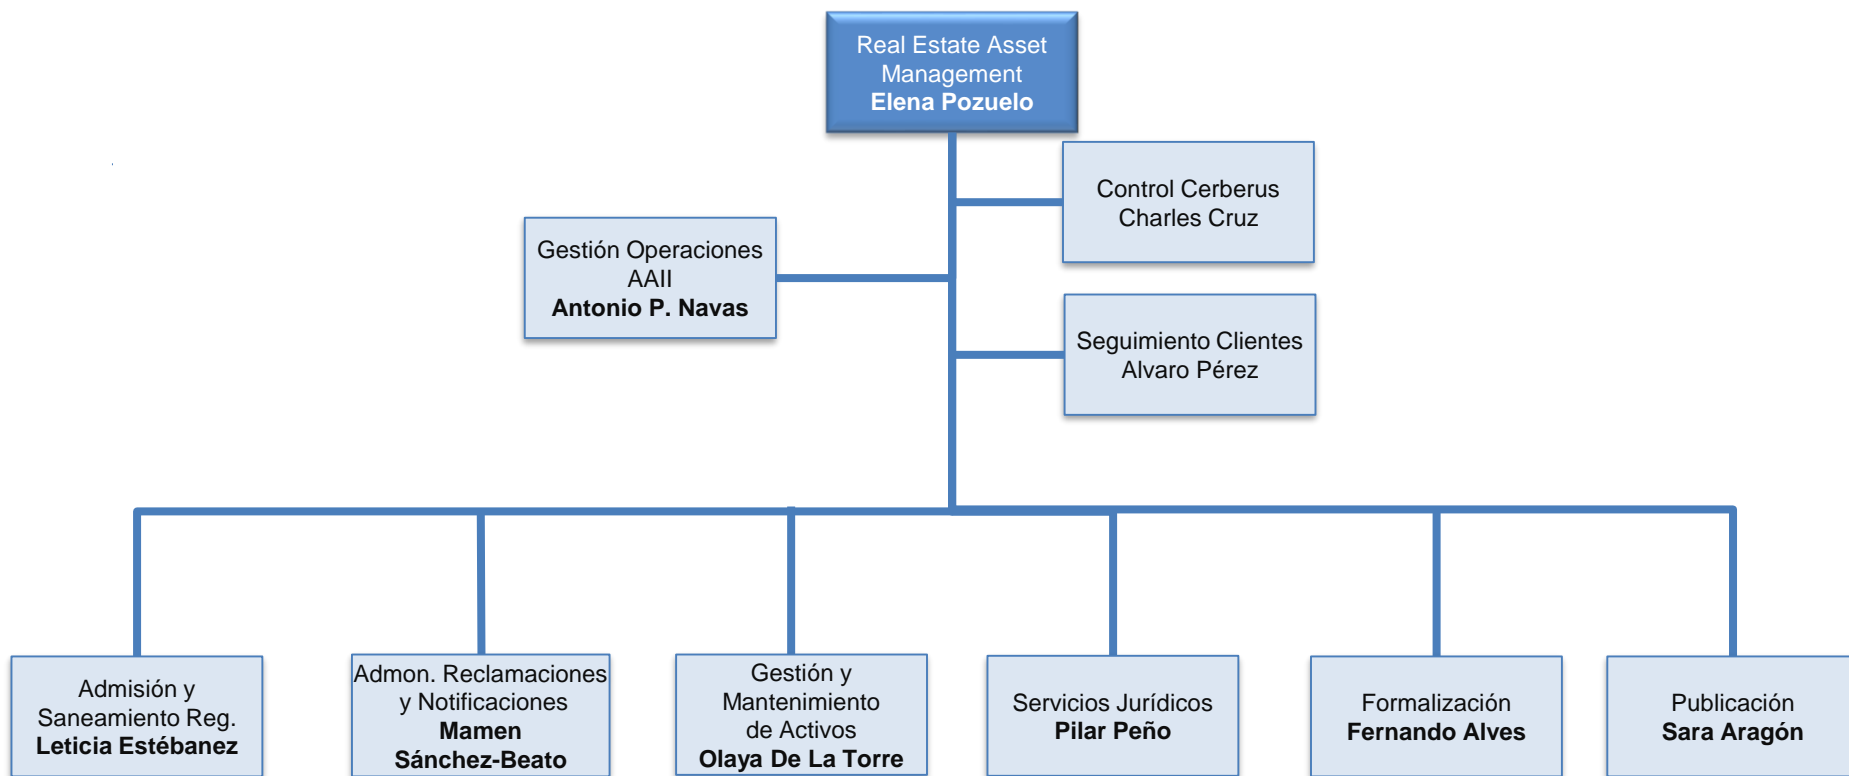 Real Estate Asset
Management
Elena Pozuelo
Control Cerberus
Charles Cruz
Gestión Operaciones
AAII
Antonio P. Navas
Seguimiento Clientes
Alvaro Pérez
Admisión y
Saneamiento Reg.
Leticia Estébanez
Admon. Reclamaciones
y Notificaciones
Mamen
Sánchez-Beato
Gestión y
Mantenimiento
de Activos
Olaya De La Torre
Servicios Jurídicos
Pilar Peño
Formalización
Fernando Alves
Publicación
Sara Aragón